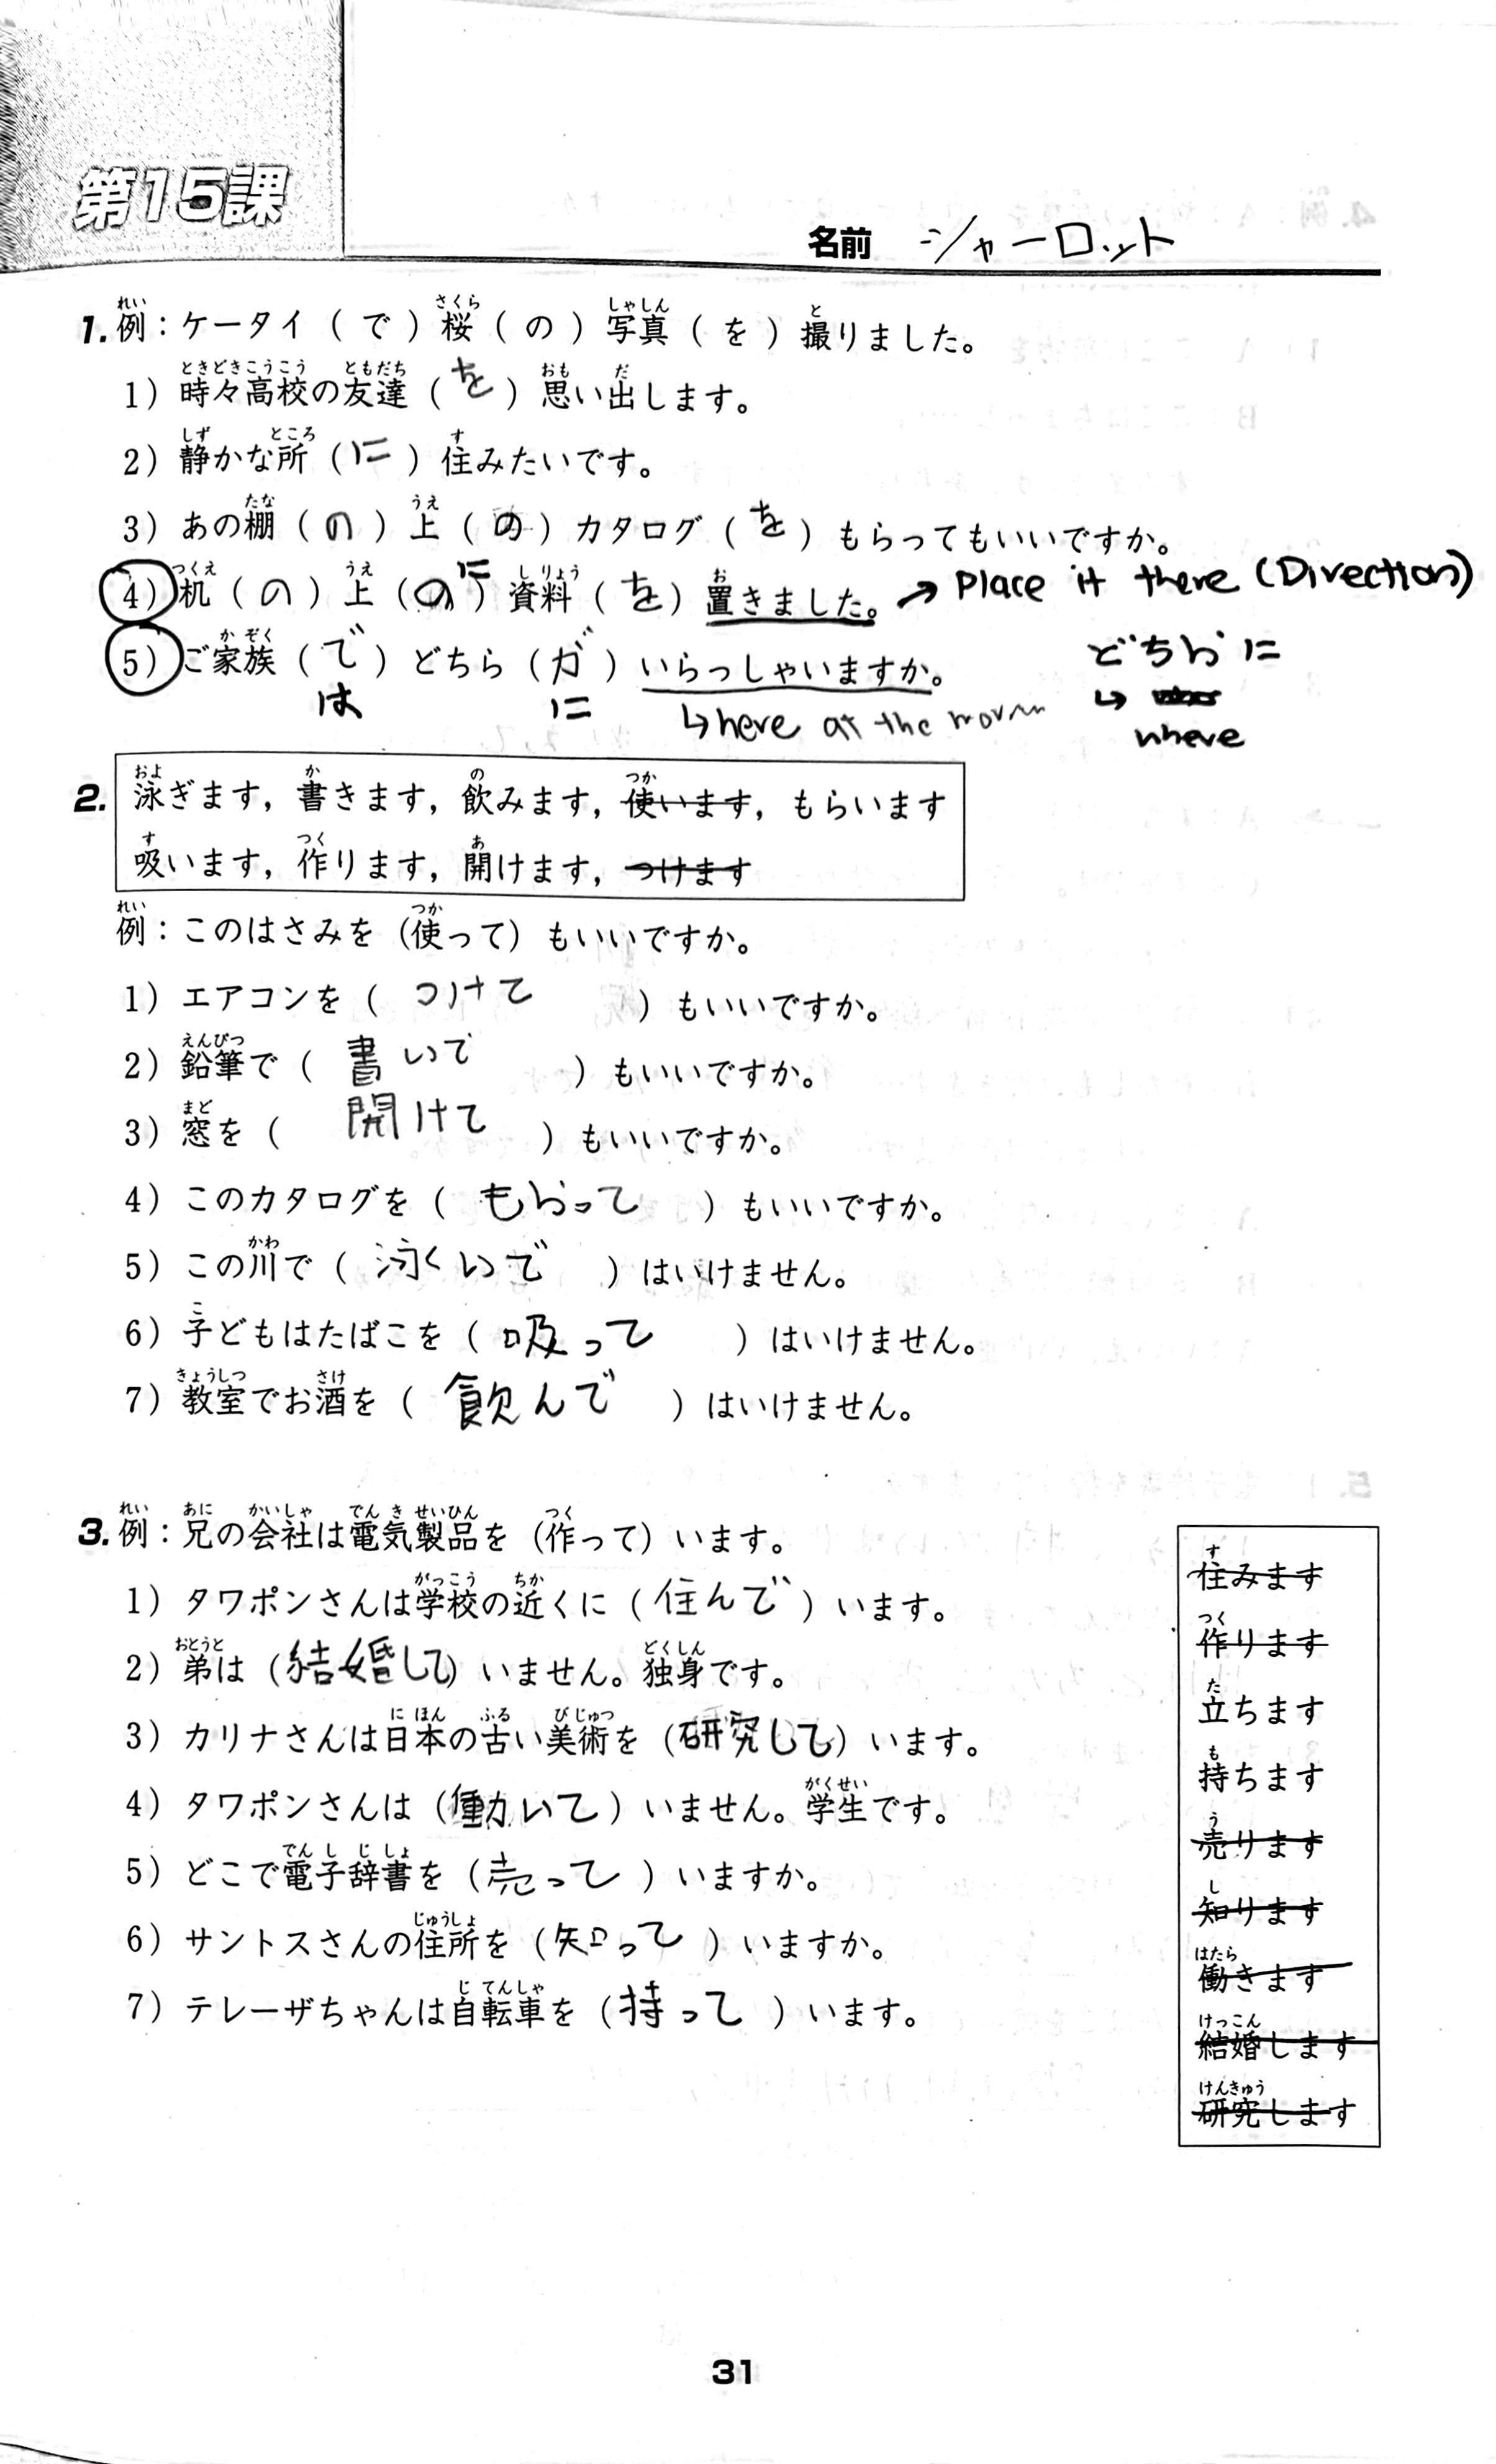 第15課
名前 シャーロット
1. 例：ケータイ（で）桜（の）写真（を）撮りました。
1）時々高校の友達（を）思い出します。
2）静かな所（に）住みたいです。
3）あの棚（の）上（の）カタログ（を）もらってもいいですか。
4）机（の）上（のに）資料（を）置きました。→ Place it there (Direction)
5）ご家族（で）どちら（が）いらっしゃいますか。 どちらに
は に ↳ here at the ↳ where
2. 泳ぎます，書きます，飲みます，使います，もらいます
吸います，作ります，開けます，つけます
例：このはさみを（使って）もいいですか。
1）エアコンを（つけて）もいいですか。
2）鉛筆で（書いで）もいいですか。
3）窓を（開けて）もいいですか。
4）このカタログを（もらって）もいいですか。
5）この川で（泳くいで）はいけません。
6）子どもはたばこを（吸って）はいけません。
7）教室でお酒を（飲んで）はいけません。
3. 例：兄の会社は電気製品を（作って）います。
1）タワポンさんは学校の近くに（住んで）います。
2）弟は（結婚して）いません。独身です。
3）カリナさんは日本の古い美術を（研究して）います。
4）タワポンさんは（働いて）いません。学生です。
5）どこで電子辞書を（売って）いますか。
6）サントスさんの住所を（知って）いますか。
7）テレーザちゃんは自転車を（持って）います。
住みます
作ります
立ちます
持ちます
売ります
知ります
働きます
結婚します
研究します
31